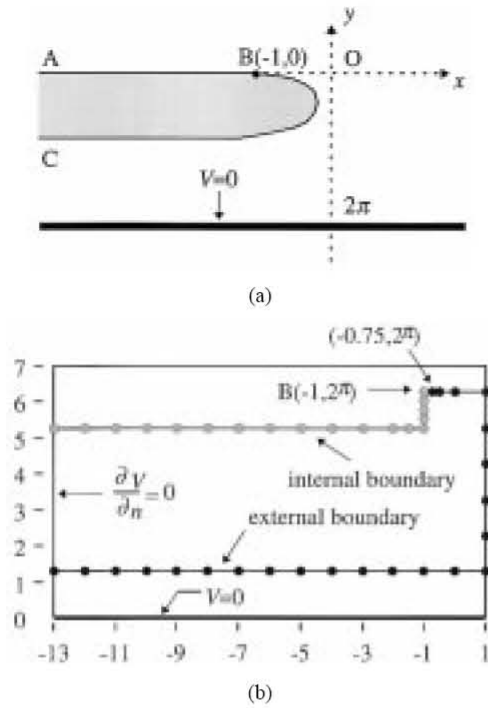 y
A
B(-1,0)
O
x
C
V=0
2π
(a)
(-0.75,2π)
7
6
B(-1,2π)
5
internal boundary
4
∂V/∂n=0
3
external boundary
2
1
V=0
0
-13 -11 -9 -7 -5 -3 -1 1
(b)